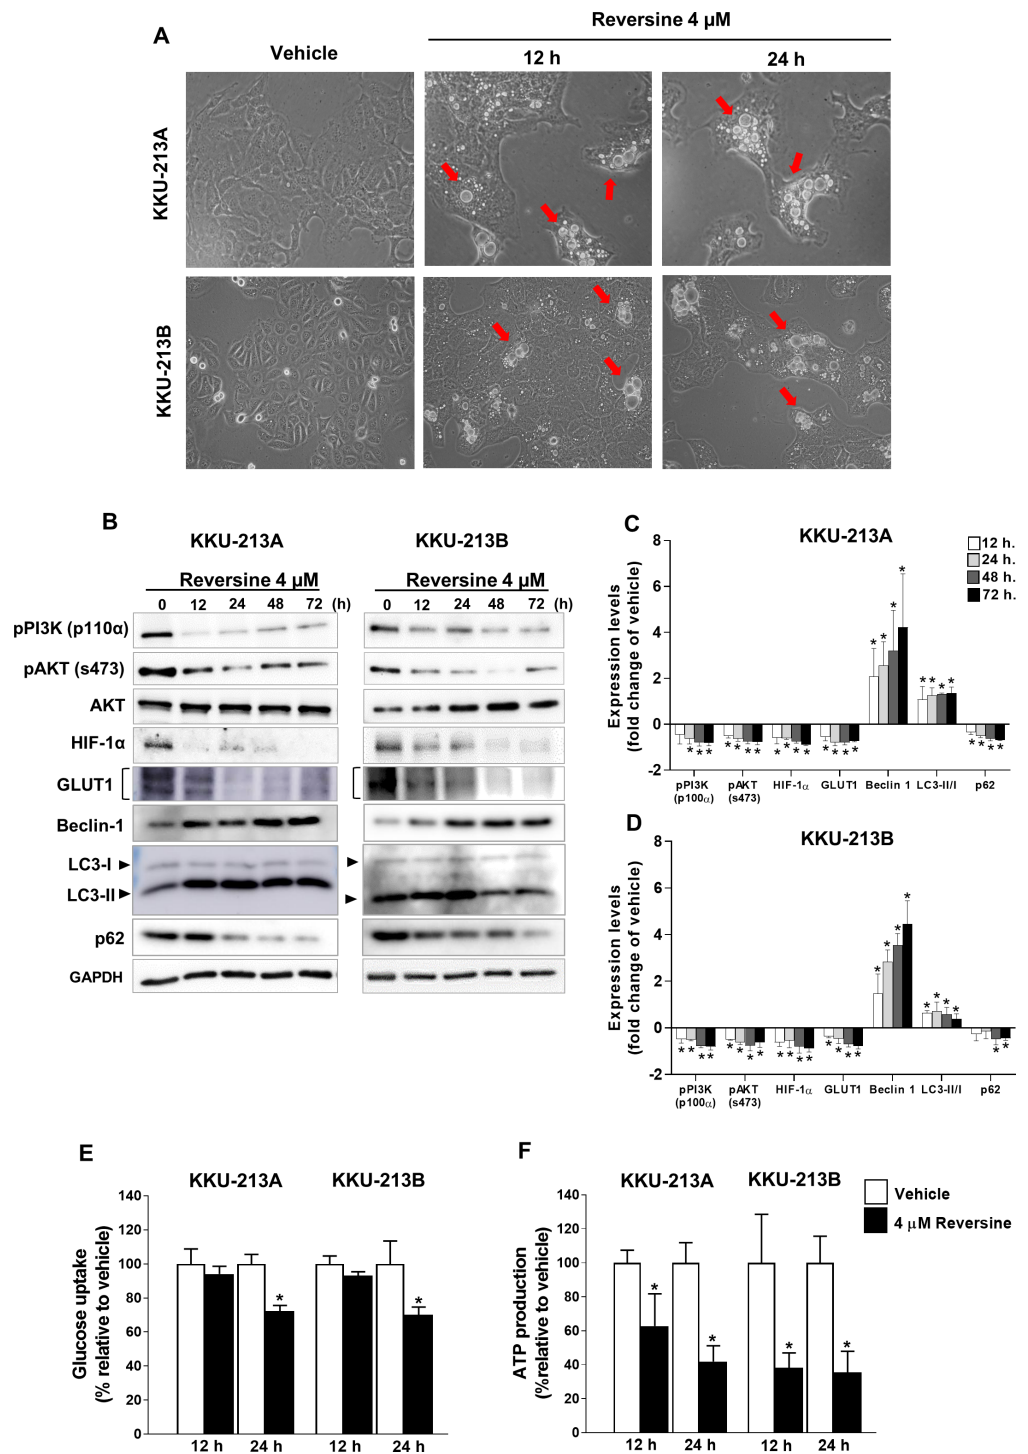 A
Reversine 4 µM
Vehicle
12 h
24 h
KKU-213A
KKU-213B
B
KKU-213A
KKU-213B
Reversine 4 µM
Reversine 4 µM
0 12 24 48 72 (h)
0 12 24 48 72 (h)
pPI3K (p110α)
pAKT (s473)
AKT
HIF-1α
GLUT1
Beclin-1
LC3-I
LC3-II
p62
GAPDH
C
KKU-213A
12 h.
24 h.
48 h.
72 h.
Expression levels
(fold change of vehicle)
8
6
4
2
0
-2
* * * * * * * *
* * * * * * * * * * * * * * * * * * *
pPI3K pAKT HIF-1α GLUT1 Beclin 1 LC3-II/I p62
(p100α) (s473)
D
KKU-213B
Expression levels
(fold change of vehicle)
8
6
4
2
0
-2
* * * * * * * *
* * * * * * * * * * * * * * * * * *
pPI3K pAKT HIF-1α GLUT1 Beclin 1 LC3-II/I p62
(p100α) (s473)
E
KKU-213A KKU-213B
Glucose uptake
(% relative to vehicle)
140
120
100
80
60
40
20
0
* *
12 h 24 h 12 h 24 h
F
KKU-213A KKU-213B
Vehicle
4 µM Reversine
ATP production
(%relative to vehicle)
140
120
100
80
60
40
20
0
* * * *
12 h 24 h 12 h 24 h